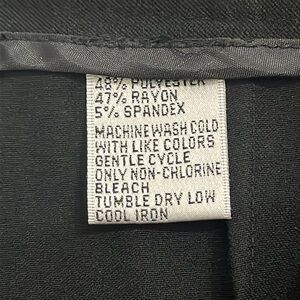 48% POLYESTER
47% RAYON
5% SPANDEX
MACHINE WASH COLD
WITH LIKE COLORS
GENTLE CYCLE
ONLY NON-CHLORINE
BLEACH
TUMBLE DRY LOW
COOL IRON